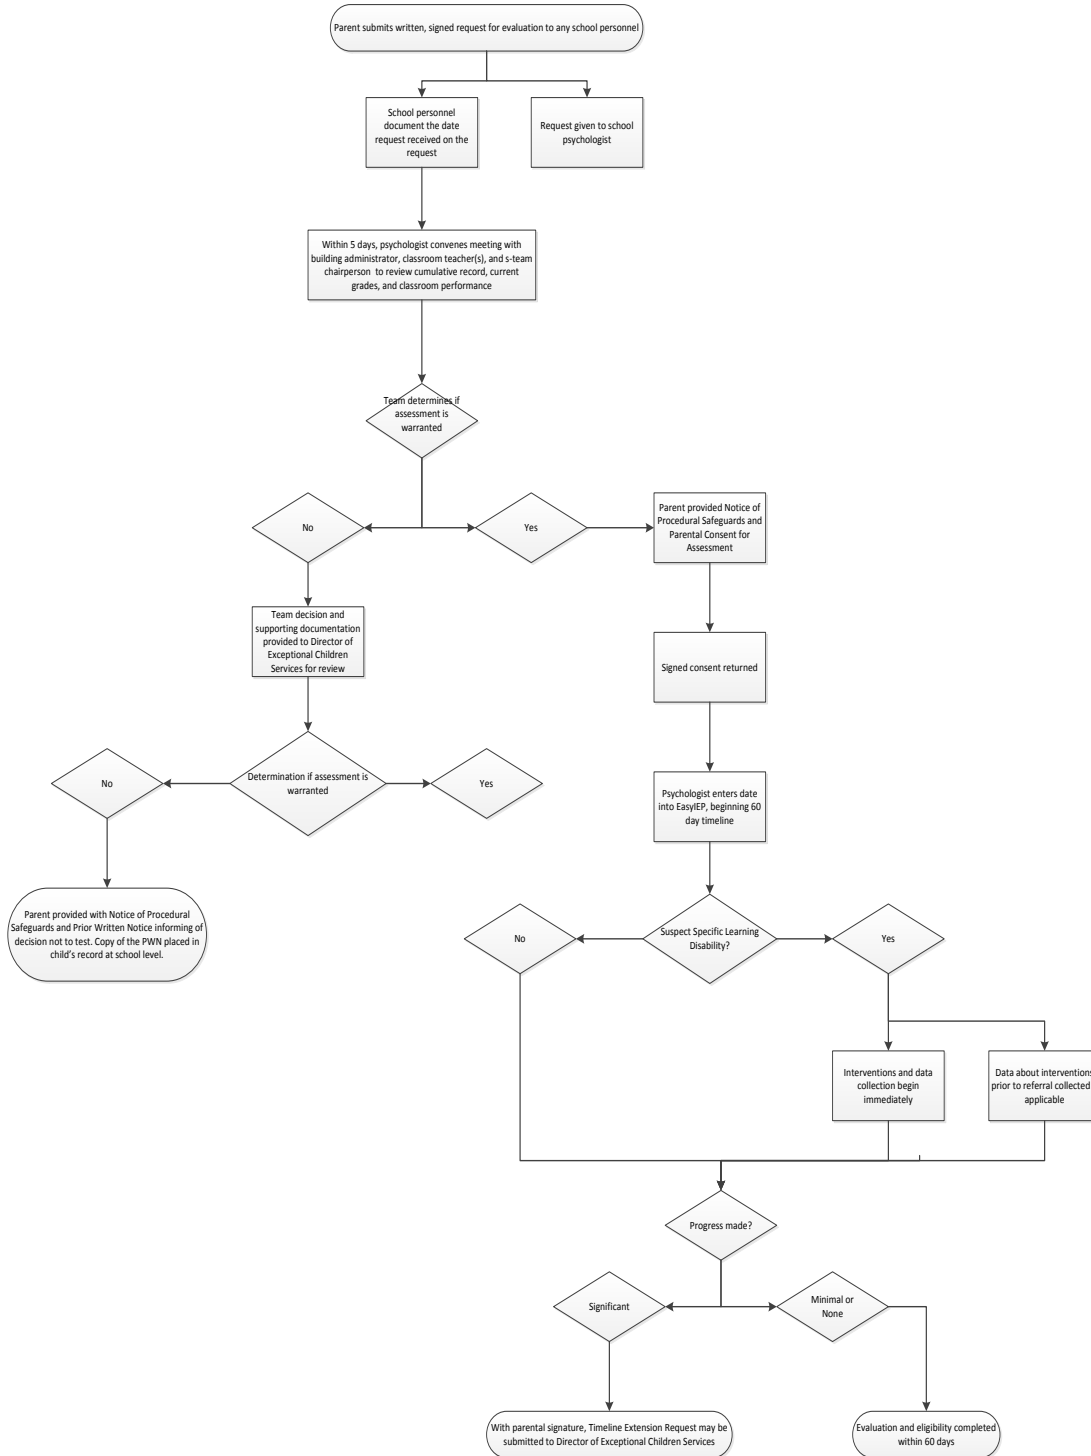 Parent submits written, signed request for evaluation to any school personnel
School personnel
document the date
request received on the
request
Request given to school
psychologist
Within 5 days, psychologist convenes meeting with
building administrator, classroom teacher(s), and s-team
chairperson to review cumulative record, current
grades, and classroom performance
Team determines if
assessment is
warranted
No
Yes
Parent provided Notice of
Procedural Safeguards and
Parental Consent for
Assessment
Team decision and
supporting documentation
provided to Director of
Exceptional Children
Services for review
Signed consent returned
No
Determination if assessment is
warranted
Yes
Psychologist enters date
into EasyIEP, beginning 60
day timeline
Parent provided with Notice of Procedural
Safeguards and Prior Written Notice informing of
decision not to test. Copy of the PWN placed in
child's record at school level.
No
Suspect Specific Learning
Disability?
Yes
Interventions and data
collection begin
immediately
Data about interventions
prior to referral collected
applicable
Progress made?
Significant
Minimal or
None
With parental signature, Timeline Extension Request may be
submitted to Director of Exceptional Children Services
Evaluation and eligibility completed
within 60 days